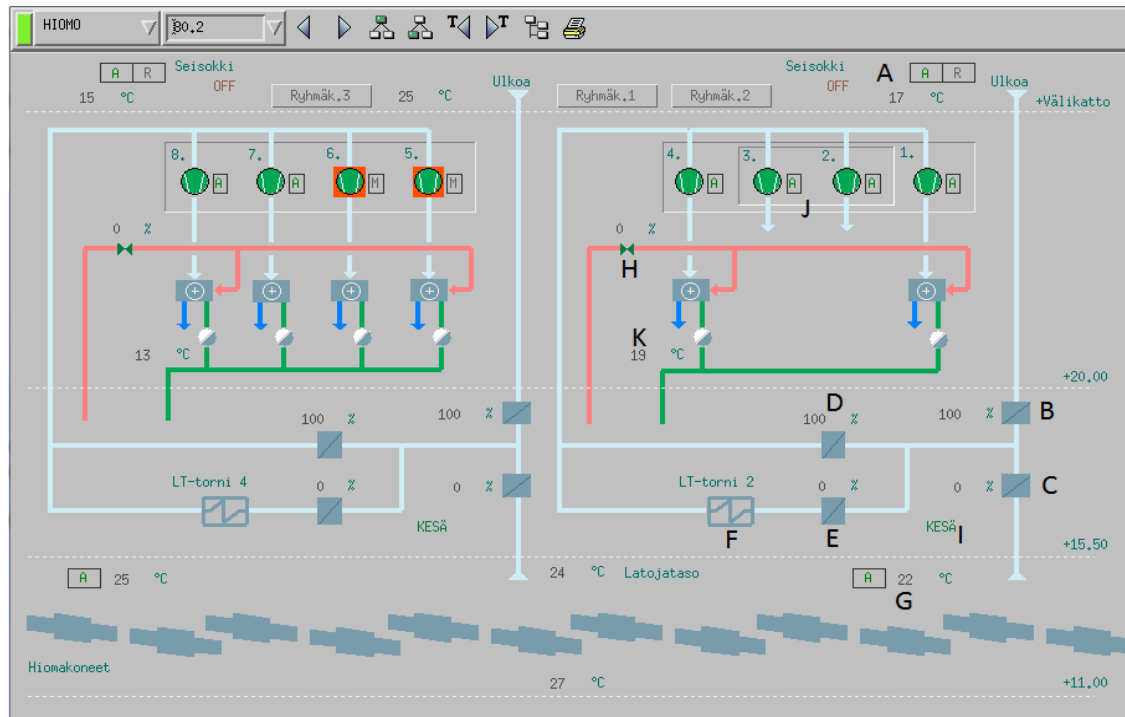 HIOMO 80.2
A R Seisokki OFF Ulkoa Seisokki OFF A A R Ulkoa
15 °C Ryhmäk.3 25 °C Ryhmäk.1 Ryhmäk.2 17 °C +Välikatto
8. 7. 6. 5. 4. 3. 2. 1.
A A M M A A A A
J
0 % 0 %
H
K
13 °C 19 °C
+20.00
D
100 % 100 % 100 % 100 % B
LT-torni 4 0 % 0 % LT-torni 2 0 % 0 % C
KESÄ F E KESÄ I
+15.50
A 25 °C 24 °C Latojataso A 22 °C
G
Hiomakoneet
27 °C +11.00